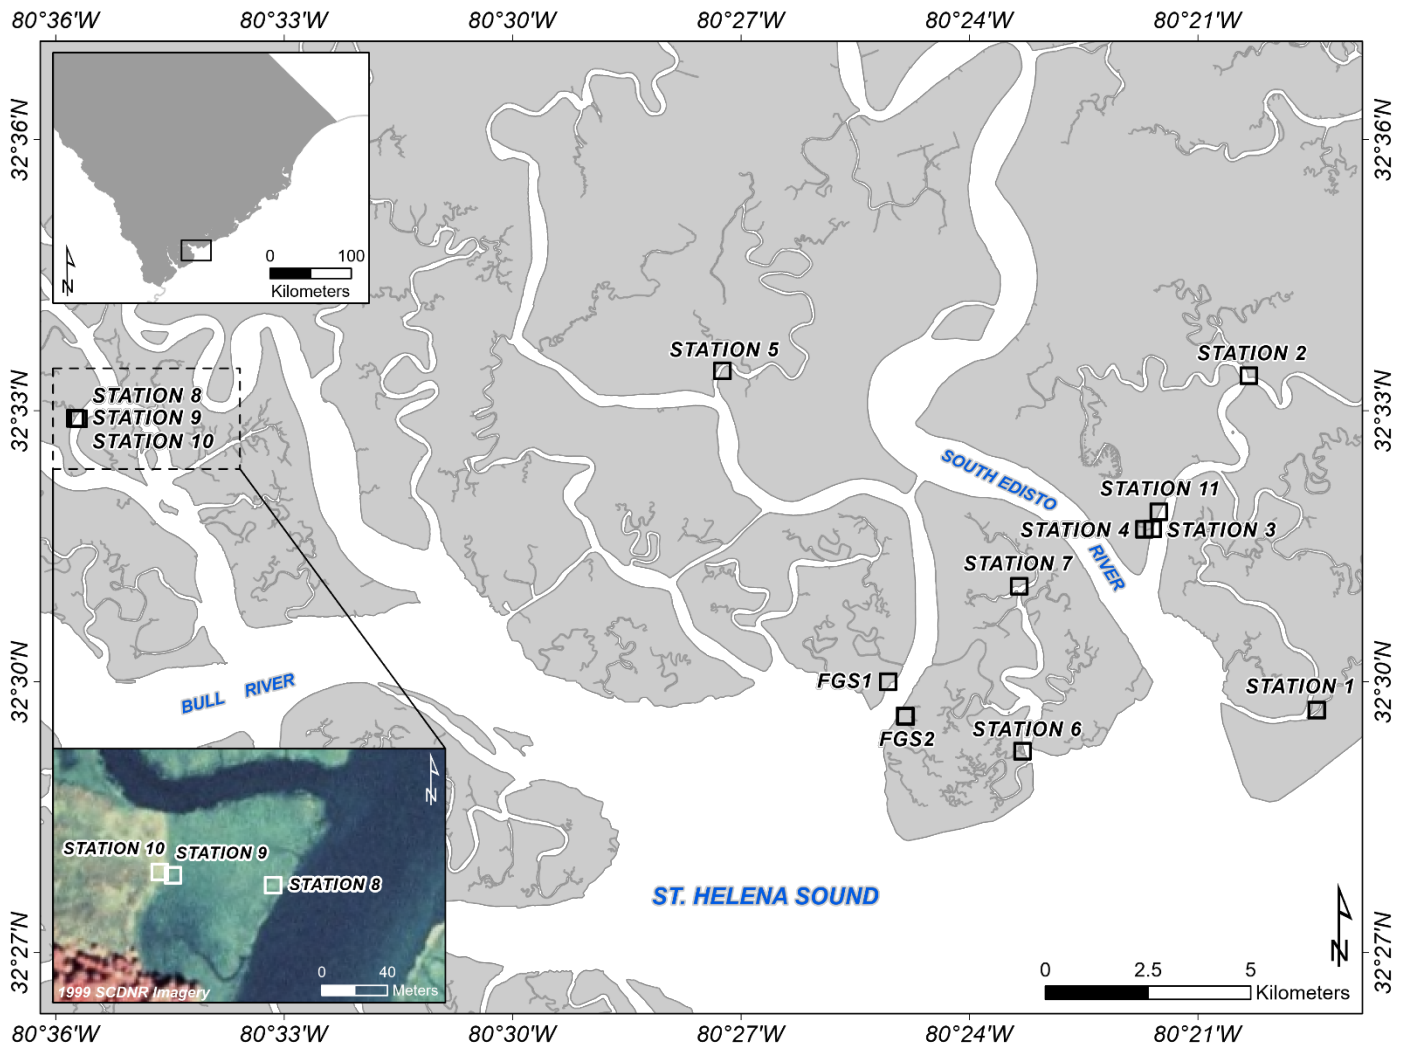 80°36'W 80°33'W 80°30'W 80°27'W 80°24'W 80°21'W
32°36'N
32°36'N
0 100
Kilometers
N
STATION 5
STATION 2
STATION 8
STATION 9
STATION 10
32°33'N
32°33'N
SOUTH EDISTO
RIVER
STATION 11
STATION 4
STATION 3
STATION 7
FGS1
32°30'N
32°30'N
BULL RIVER
STATION 1
FGS2
STATION 6
N
STATION 10
STATION 9
STATION 8
0 40
Meters
1999 SCDNR Imagery
ST. HELENA SOUND
32°27'N
32°27'N
N
0 2.5 5
Kilometers
80°36'W 80°33'W 80°30'W 80°27'W 80°24'W 80°21'W